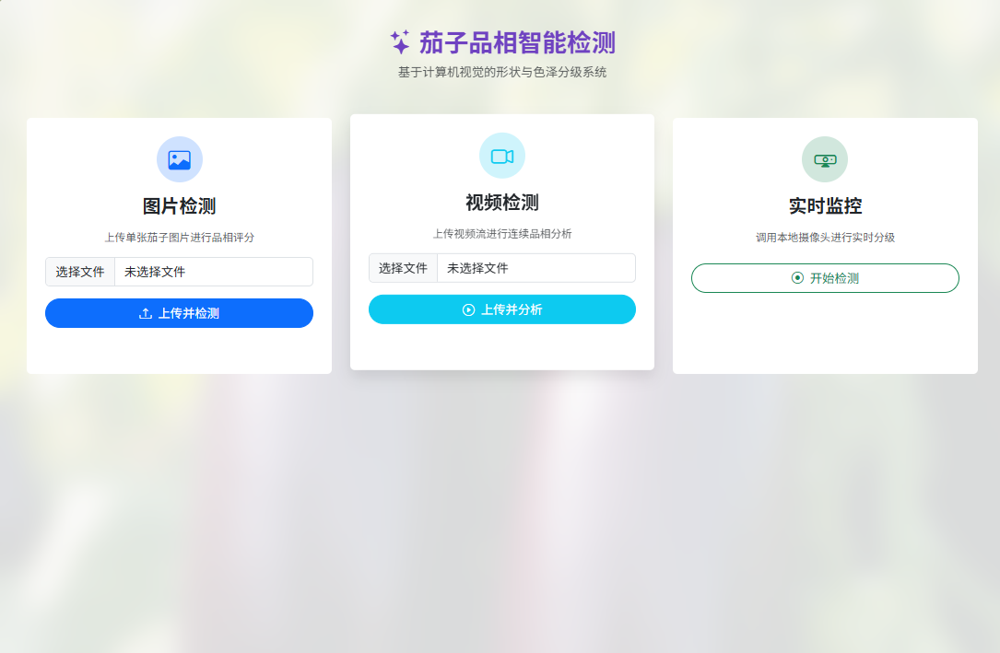 茄子品相智能检测
基于计算机视觉的形状与色泽分级系统
图片检测
上传单张茄子图片进行品相评分
选择文件 未选择文件
上传并检测
视频检测
上传视频流进行连续品相分析
选择文件 未选择文件
上传并分析
实时监控
调用本地摄像头进行实时分级
开始检测